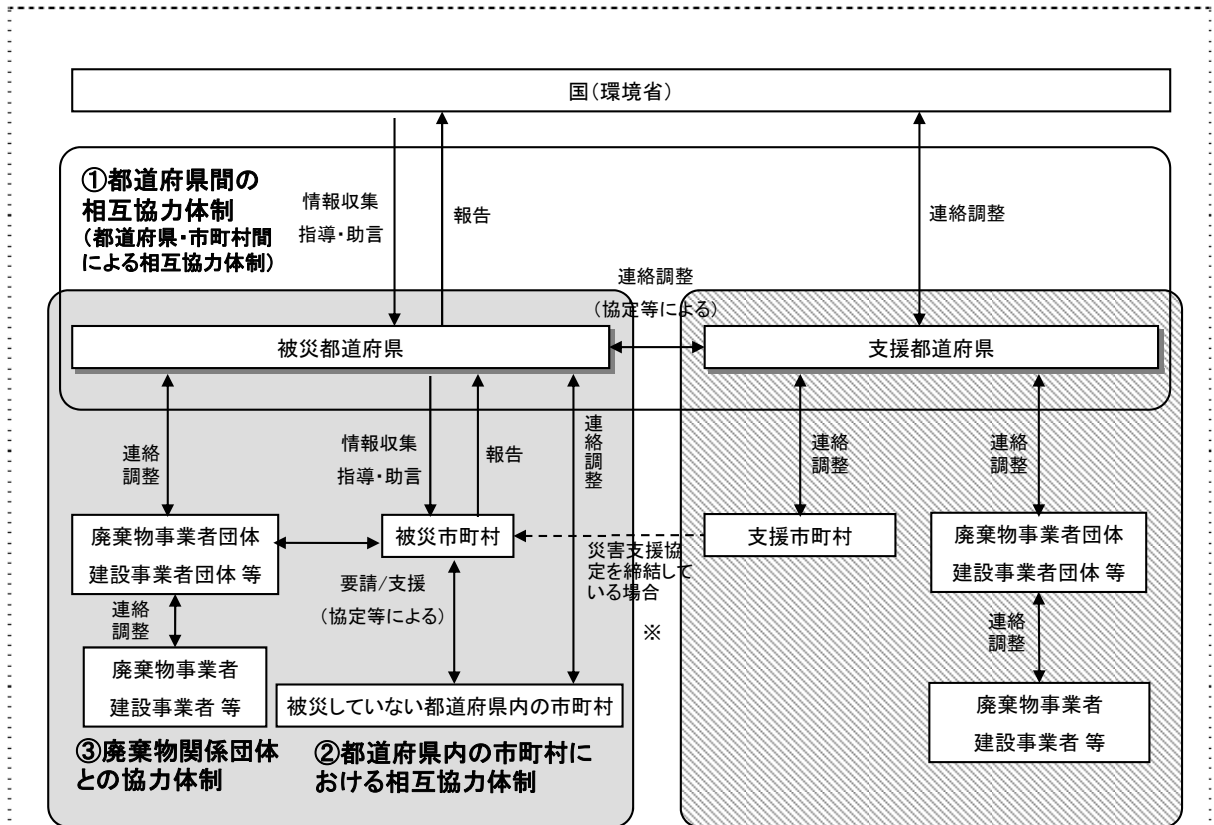 国(環境省)
①都道府県間の
相互協力体制
(都道府県・市町村間
による相互協力体制)
情報収集
指導・助言
報告
連絡調整
連絡調整
(協定等による)
被災都道府県
支援都道府県
連絡
調整
情報収集
指導・助言
報告
連絡調整
連絡
調整
連絡
調整
廃棄物事業者団体
建設事業者団体 等
被災市町村
支援市町村
廃棄物事業者団体
建設事業者団体 等
災害支援協
定を締結して
いる場合
※
要請/支援
(協定等による)
連絡
調整
連絡
調整
廃棄物事業者
建設事業者 等
被災していない都道府県内の市町村
廃棄物事業者
建設事業者 等
③廃棄物関係団体
との協力体制
②都道府県内の市町村に
おける相互協力体制